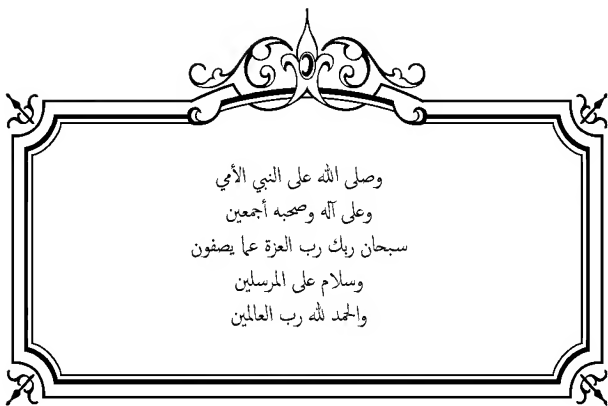 وصلى الله على النبي الأمي
وعلى آله وصحبه أجمعين
سبحان ربك رب العزة عما يصفون
وسلام على المرسلين
والحمد لله رب العالمين